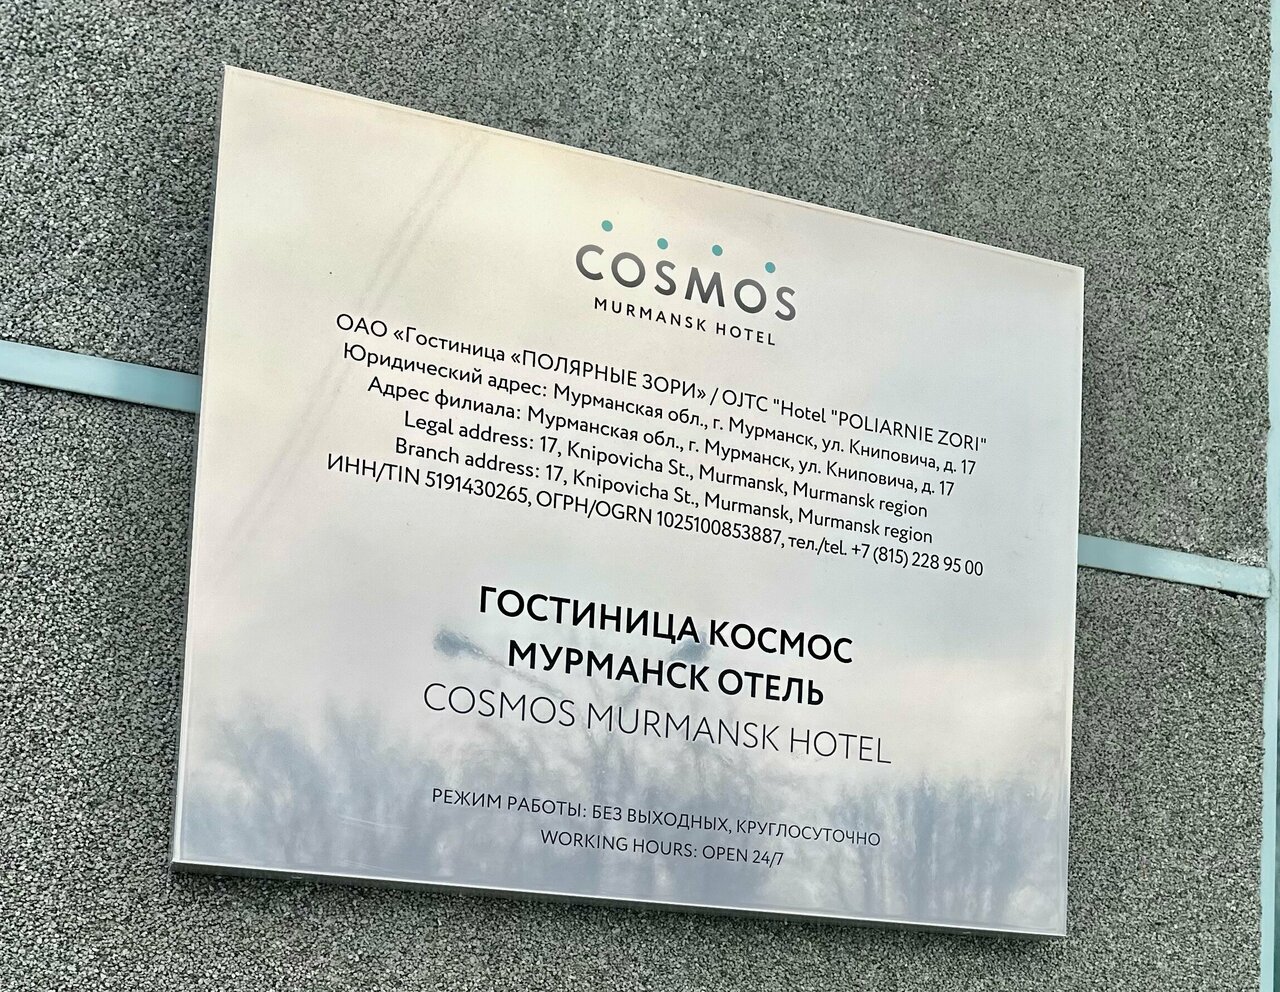 COSMOS
MURMANSK HOTEL
ОАО «Гостиница «ПОЛЯРНЫЕ ЗОРИ» / OJTC "Hotel "POLIARNIE ZORI"
Юридический адрес: Мурманская обл., г. Мурманск, ул. Книповича, д. 17
Адрес филиала: Мурманская обл., г. Мурманск, ул. Книповича, д. 17
Legal address: 17, Knipovicha St., Murmansk, Murmansk region
Branch address: 17, Knipovicha St., Murmansk, Murmansk region
ИНН/TIN 5191430265, ОГРН/OGRN 1025100853887, тел./tel. +7 (815) 228 95 00
ГОСТИНИЦА КОСМОС
МУРМАНСК ОТЕЛЬ
COSMOS MURMANSK HOTEL
РЕЖИМ РАБОТЫ: БЕЗ ВЫХОДНЫХ, КРУГЛОСУТОЧНО
WORKING HOURS: OPEN 24/7